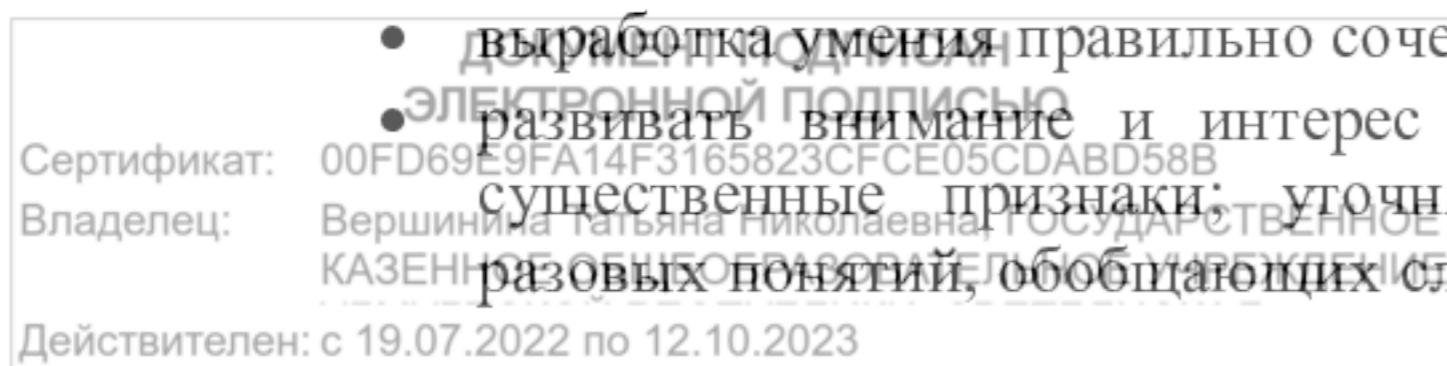 выработка умения правильно соче
ДОКУМЕНТ ПОДПИСАН
ЭЛЕКТРОННОЙ ПОДПИСЬЮ
развивать внимание и интерес
Сертификат: 00FD69E9FA14F3165823CFCE05CDABD58B
существенные признаки; уточн
Владелец: Вершинина Татьяна Николаевна, ГОСУДАРСТВЕННОЕ
КАЗЕННОЕ ОБЩЕОБРАЗОВАТЕЛЬНОЕ УЧРЕЖДЕНИЕ
разовых понятий, обобщающих сл
Действителен: с 19.07.2022 по 12.10.2023